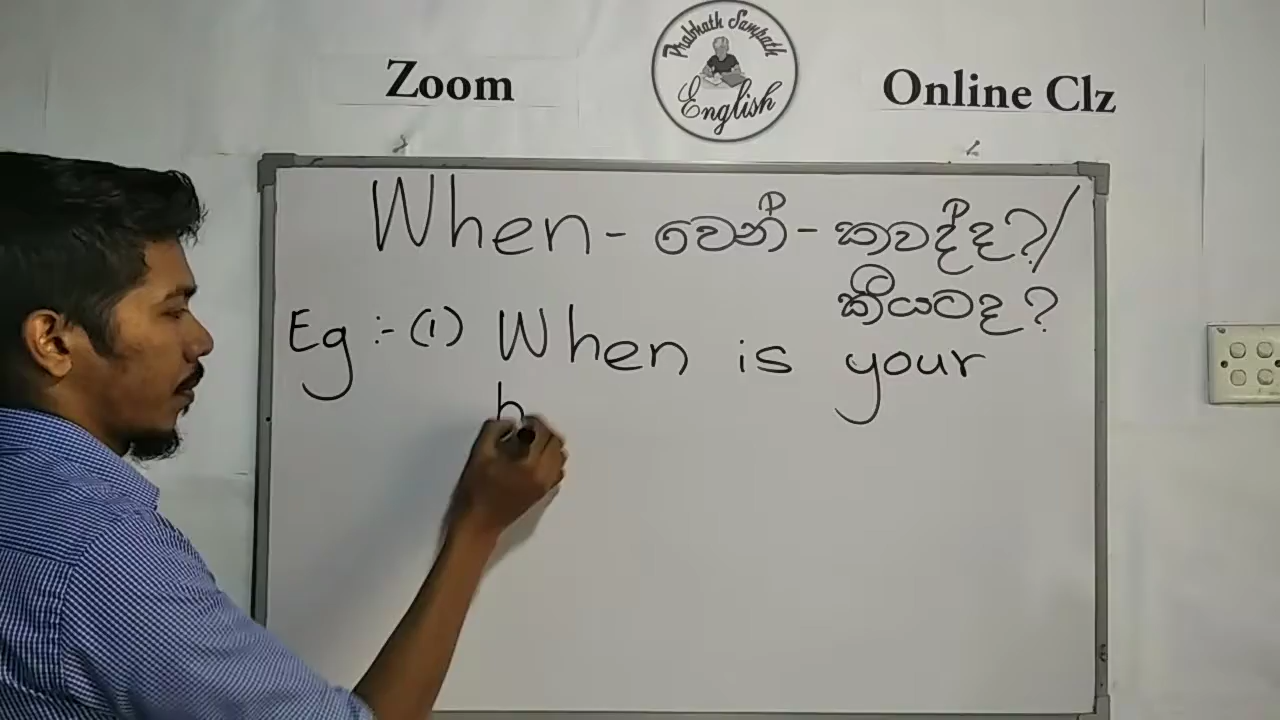 Zoom
Prabhath Sampath
English
Online Clz
When - වෙන් - කවද්ද? /
කීයටද?
Eg :- (1) When is your
b